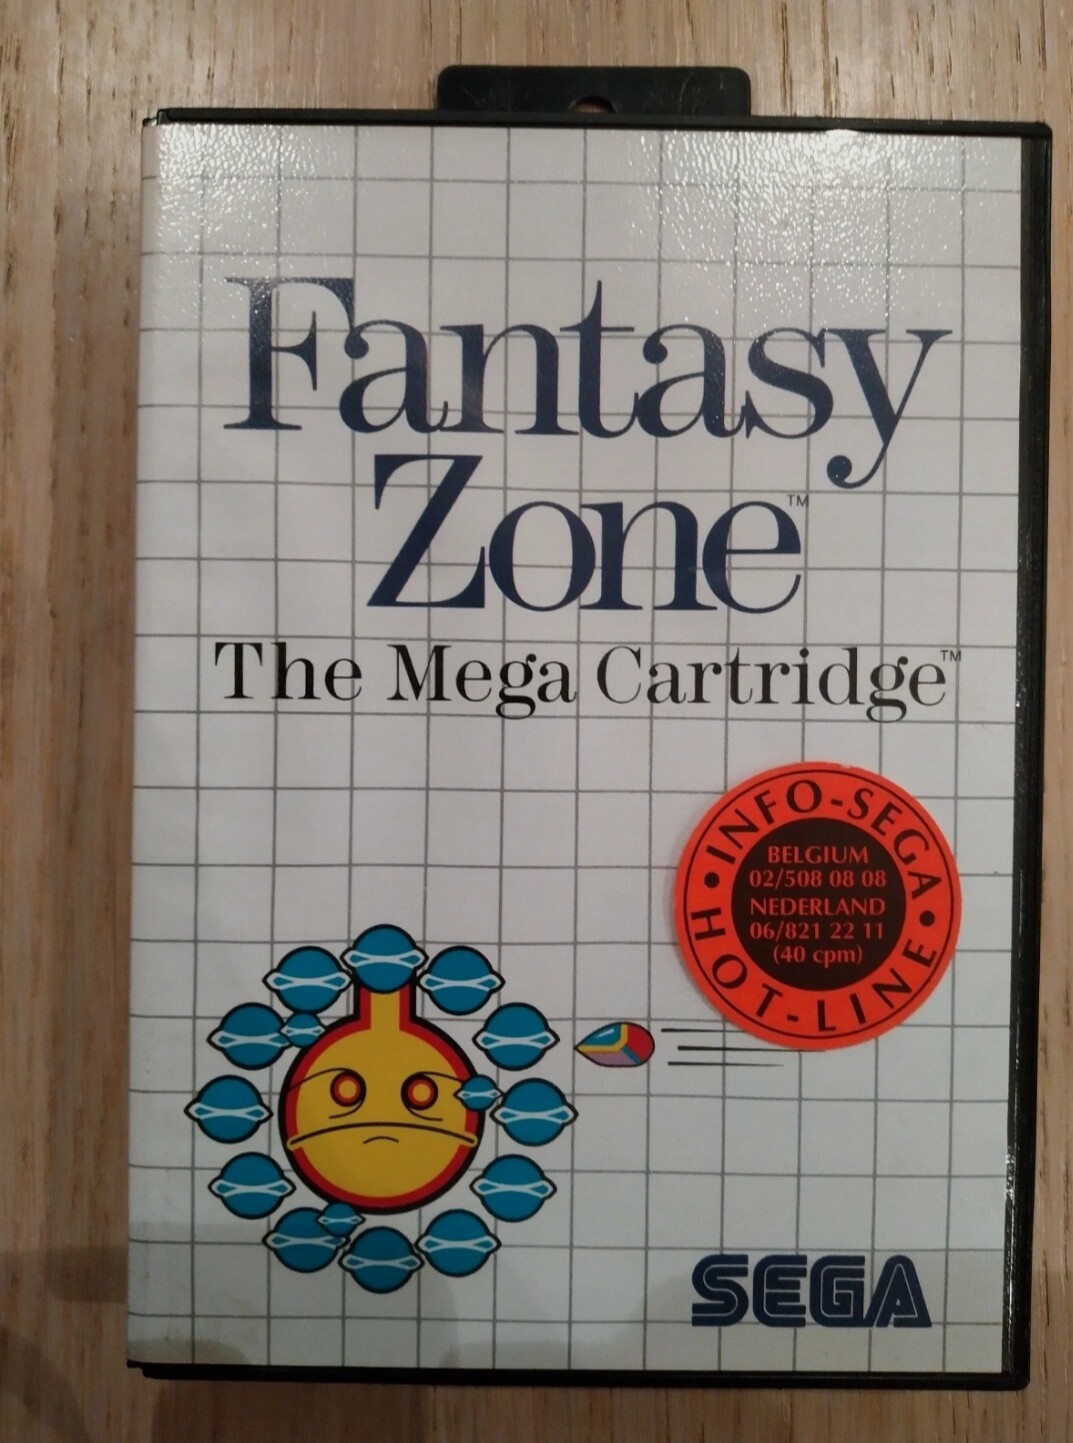 Fantasy
Zone™
The Mega Cartridge™
• INFO-SEGA •
HOT-LINE
BELGIUM
02/508 08 08
NEDERLAND
06/821 22 11
(40 cpm)
SEGA